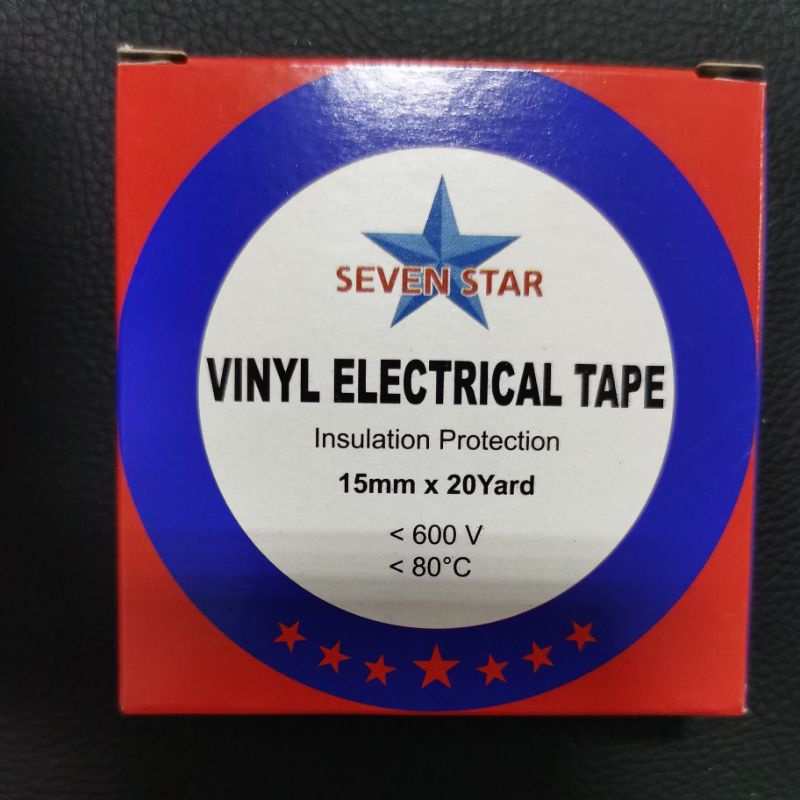 SEVEN STAR
VINYL ELECTRICAL TAPE
Insulation Protection
15mm x 20Yard
< 600 V
< 80°C